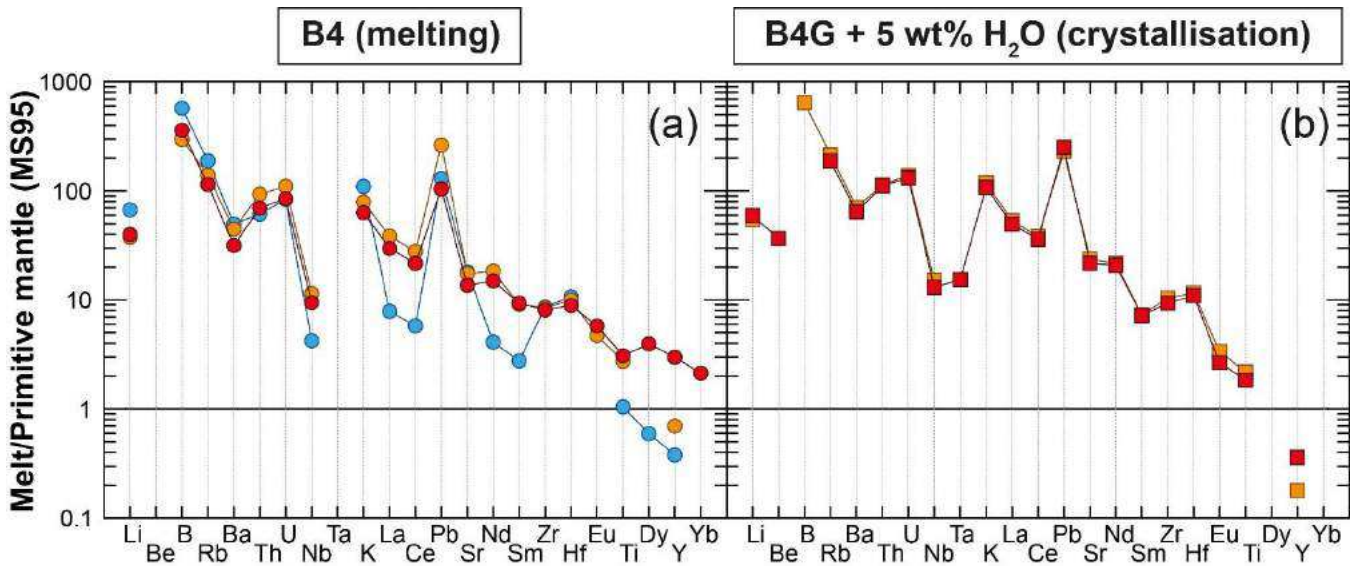 B4 (melting)
B4G + 5 wt% H₂O (crystallisation)
Melt/Primitive mantle (MS95)
1000
100
10
1
0.1
(a)
(b)
Li B Ba U Ta La Pb Nd Zr Eu Dy Yb
Be Rb Th Nb K Ce Sr Sm Hf Ti Y
Li B Ba U Ta La Pb Nd Zr Eu Dy Yb
Be Rb Th Nb K Ce Sr Sm Hf Ti Y